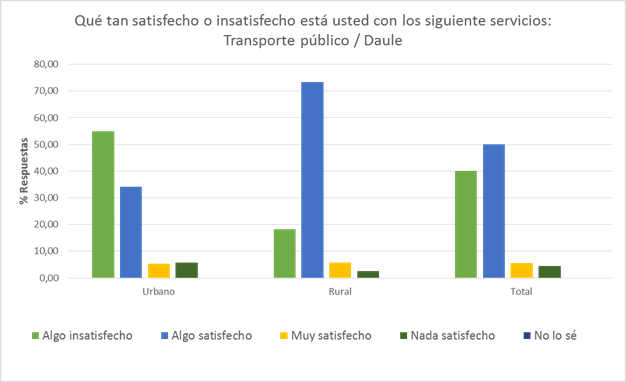 Qué tan satisfecho o insatisfecho está usted con los siguiente servicios:
Transporte público / Daule
80,00
70,00
60,00
50,00
40,00
30,00
20,00
10,00
0,00
% Respuestas
Urbano
Rural
Total
Algo insatisfecho
Algo satisfecho
Muy satisfecho
Nada satisfecho
No lo sé